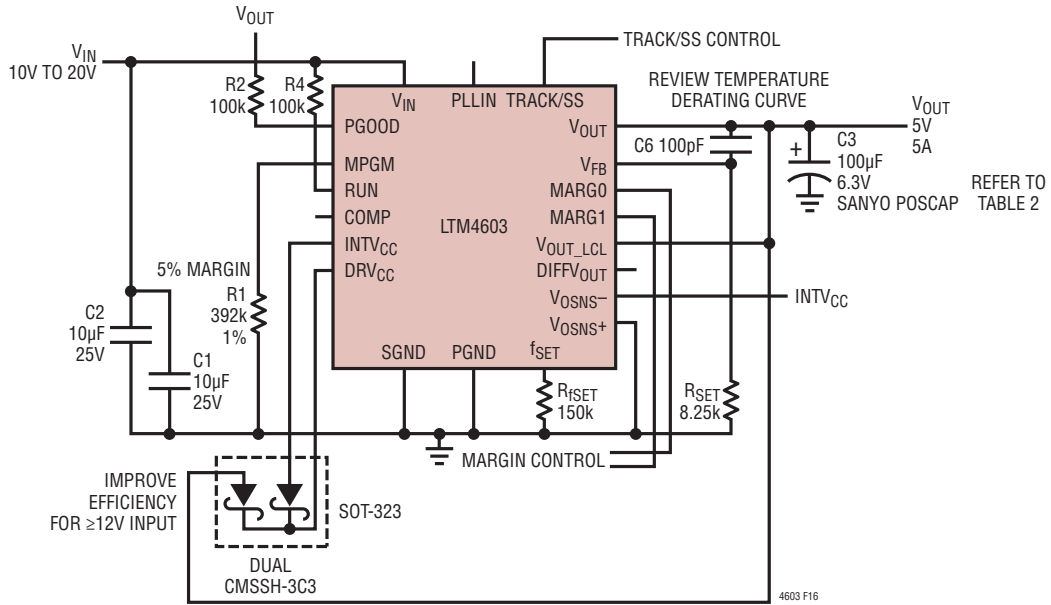 VOUT
VIN
10V TO 20V
R2
100k
R4
100k
TRACK/SS CONTROL
REVIEW TEMPERATURE
DERATING CURVE
VIN
PLLIN
TRACK/SS
PGOOD
MPGM
RUN
COMP
INTVCC
DRVCC
LTM4603
VOUT
VFB
MARG0
MARG1
VOUT_LCL
DIFFVOUT
VOSNS–
VOSNS+
SGND
PGND
fSET
C6 100pF
VOUT
5V
5A
+
C3
100µF
6.3V
SANYO POSCAP
REFER TO
TABLE 2
INTVCC
5% MARGIN
R1
392k
1%
C2
10µF
25V
C1
10µF
25V
RfSET
150k
RSET
8.25k
MARGIN CONTROL
IMPROVE
EFFICIENCY
FOR ≥12V INPUT
SOT-323
DUAL
CMSSH-3C3
4603 F16